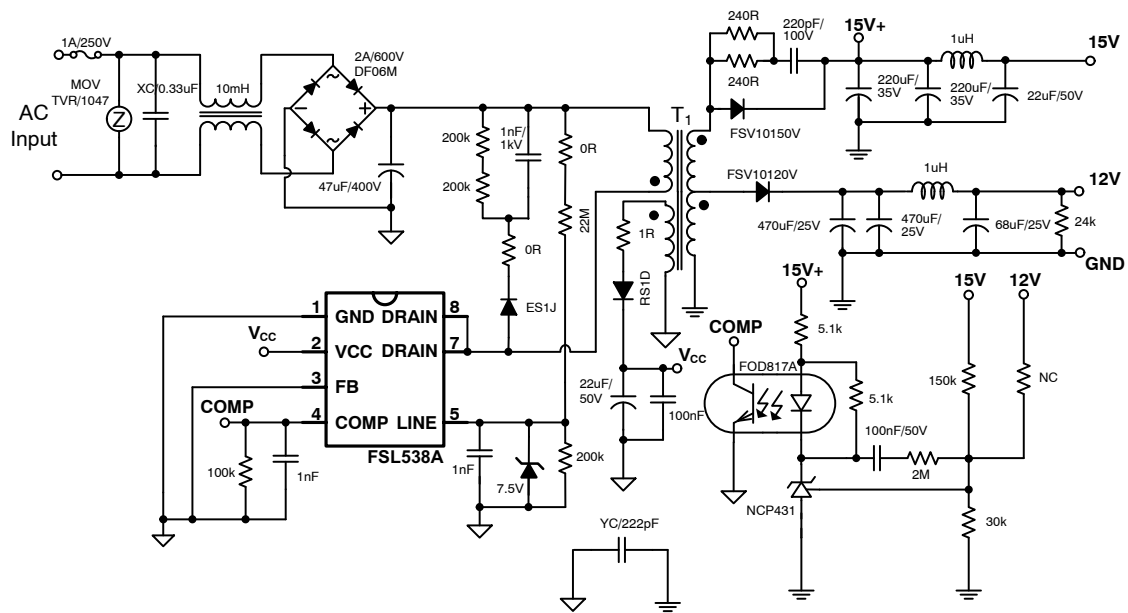 1A/250V
MOV
TVR/1047
Z
AC
Input
XC/0.33uF
10mH
2A/600V
DF06M
47uF/400V
200k
200k
1nF/
1kV
0R
0R
22M
ES1J
T1
1R
RS1D
240R
240R
220pF/
100V
FSV10150V
15V+
1uH
15V
220uF/
35V
220uF/
35V
22uF/50V
FSV10120V
1uH
12V
470uF/25V
470uF/
25V
68uF/25V
24k
GND
1 GND DRAIN 8
VCC 2 VCC DRAIN 7
3 FB
COMP 4 COMP LINE 5
FSL538A
100k
1nF
1nF
7.5V
200k
22uF/
50V
VCC
100nF
COMP
15V+
5.1k
FOD817A
5.1k
100nF/50V
2M
15V
12V
150k
NC
NCP431
30k
YC/222pF